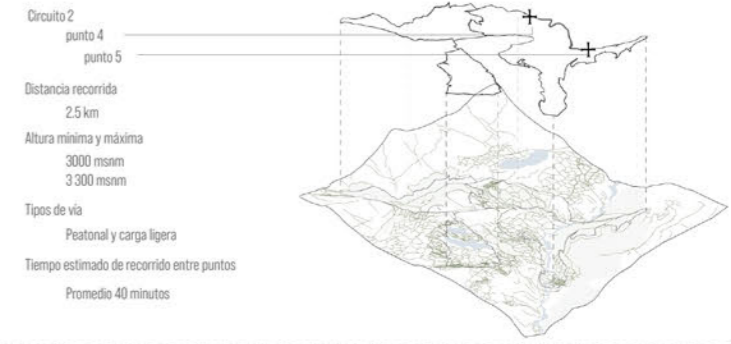 Circuito 2
punto 4
punto 5
Distancia recorrida
2.5 km
Altura mínima y máxima
3000 msnm
3 300 msnm
Tipos de vía
Peatonal y carga ligera
Tiempo estimado de recorrido entre puntos
Promedio 40 minutos